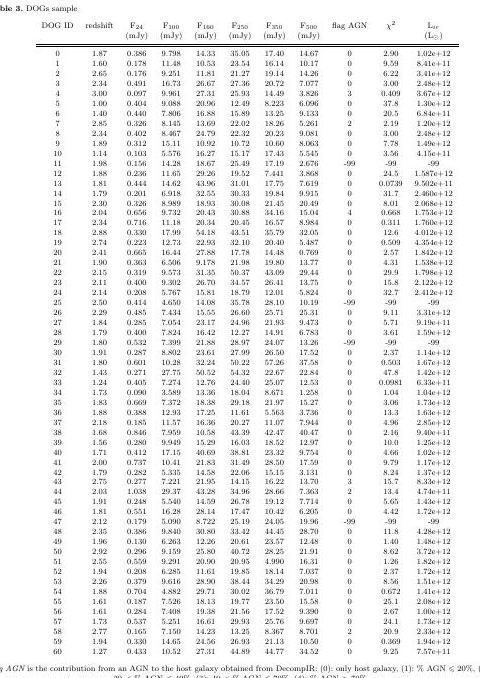 ble 3. DOGs sample
DOG ID redshift F24 F100 F160 F250 F350 F500 flag AGN χ² Lir
(mJy) (mJy) (mJy) (mJy) (mJy) (mJy) (L⊙)
0 1.87 0.386 9.798 14.33 35.05 17.40 14.67 0 2.90 1.02e+12
1 1.60 0.178 11.48 10.53 23.54 16.14 10.17 0 9.59 8.41e+11
2 2.65 0.176 9.251 11.81 21.27 19.14 14.26 0 6.22 3.41e+12
3 2.34 0.491 16.73 26.67 27.36 20.72 7.077 0 3.00 2.48e+12
4 3.00 0.097 9.961 27.31 25.93 14.49 3.826 3 0.409 3.67e+12
5 1.00 0.404 9.088 20.96 12.49 8.223 6.096 0 37.8 1.30e+12
6 1.40 0.440 7.806 16.88 15.89 13.25 9.133 0 20.5 6.84e+11
7 2.85 0.326 8.145 13.69 22.02 18.26 5.261 2 2.19 1.20e+12
8 2.34 0.402 8.467 24.79 22.32 20.23 9.081 0 3.00 2.48e+12
9 1.89 0.312 15.11 10.92 10.72 10.60 8.063 0 7.78 1.49e+12
10 1.14 0.103 5.576 16.27 15.17 17.43 5.545 0 3.56 4.15e+11
11 1.98 0.156 14.28 18.67 25.49 17.19 2.676 -99 -99 -99
12 1.88 0.236 11.65 29.26 19.52 7.441 3.868 0 24.5 1.587e+12
13 1.81 0.444 14.62 43.96 31.01 17.75 7.619 0 0.0739 9.502e+11
14 1.79 0.201 6.918 32.55 30.33 19.84 9.915 0 31.7 2.460e+12
15 2.30 0.326 8.989 18.93 30.08 21.45 20.49 0 8.01 2.068e+12
16 2.04 0.656 9.732 20.43 30.88 34.16 15.04 4 0.668 1.753e+12
17 2.34 0.716 11.18 20.34 20.45 16.57 8.984 0 0.311 1.760e+12
18 2.88 0.330 17.99 54.18 43.51 35.79 32.05 0 12.6 4.012e+12
19 2.74 0.223 12.73 22.93 32.10 20.40 5.487 0 0.509 4.354e+12
20 2.41 0.665 16.44 27.88 17.78 14.48 0.769 0 2.57 1.842e+12
21 1.90 0.363 6.506 9.178 21.98 19.80 13.77 0 4.31 1.538e+12
22 2.15 0.319 9.573 31.35 50.37 43.09 29.44 0 29.9 1.798e+12
23 2.11 0.400 9.302 26.70 34.57 26.41 13.75 0 15.8 2.122e+12
24 2.14 0.208 5.767 15.81 18.79 12.01 5.824 0 32.7 2.412e+12
25 2.50 0.414 4.650 14.08 35.78 28.10 10.19 -99 -99 -99
26 2.29 0.485 7.434 15.55 26.60 25.71 25.31 0 9.11 3.31e+12
27 1.84 0.285 7.054 23.17 24.96 21.93 9.473 0 5.71 9.19e+11
28 1.79 0.400 7.824 16.42 12.27 14.91 6.783 0 3.61 1.59e+12
29 1.80 0.532 7.399 21.88 28.97 24.07 13.26 -99 -99 -99
30 1.91 0.287 8.802 23.61 27.99 26.50 17.52 0 2.37 1.14e+12
31 1.80 0.601 10.28 32.24 50.22 57.26 37.58 0 0.503 1.67e+12
32 1.43 0.271 27.75 50.52 54.32 22.67 22.84 0 47.8 1.42e+12
33 1.24 0.405 7.274 12.76 24.40 25.07 12.53 0 0.0981 6.33e+11
34 1.73 0.090 3.589 13.36 18.04 8.671 1.258 0 1.04 1.04e+12
35 1.83 0.669 7.372 18.38 29.18 21.97 15.27 0 3.06 1.73e+12
36 1.88 0.388 12.93 17.25 11.61 5.563 3.736 0 13.3 1.63e+12
37 2.18 0.185 11.57 16.36 20.27 11.07 7.944 0 4.96 2.85e+12
38 1.68 0.846 7.959 10.58 43.39 42.47 40.47 0 2.16 9.40e+11
39 1.56 0.280 9.949 15.29 16.03 18.52 12.97 0 10.0 1.25e+12
40 1.71 0.412 17.15 40.69 38.81 23.32 9.754 0 4.66 1.02e+12
41 2.00 0.737 10.41 21.83 31.49 28.50 17.59 0 9.79 1.17e+12
42 1.79 0.282 5.335 14.58 22.06 15.15 3.131 0 8.24 1.37e+12
43 2.75 0.277 7.221 21.95 14.15 16.22 13.70 3 15.7 8.33e+12
44 2.03 1.038 29.37 43.28 34.96 28.66 7.363 2 13.4 4.74e+11
45 1.91 0.248 5.540 14.59 26.78 19.12 7.714 0 5.65 1.43e+12
46 1.81 0.551 16.28 28.14 17.47 10.42 6.205 0 4.42 1.72e+12
47 2.12 0.179 5.090 8.722 25.19 24.05 19.96 -99 -99 -99
48 2.35 0.386 9.840 30.80 33.42 44.45 28.70 0 11.8 4.28e+12
49 1.96 0.130 6.263 12.26 20.61 23.57 12.48 0 1.40 1.48e+12
50 2.92 0.296 9.159 25.80 40.72 28.25 21.91 0 8.62 3.72e+12
51 2.55 0.559 9.291 20.90 20.95 4.990 16.31 0 1.26 1.82e+12
52 1.94 0.208 6.285 11.61 19.85 18.14 7.037 5 2.37 1.72e+12
53 2.26 0.379 9.616 28.90 38.44 34.29 20.98 0 8.56 1.51e+12
54 1.88 0.704 4.882 29.71 30.02 36.79 7.011 0 0.672 1.41e+12
55 1.61 0.187 7.526 18.13 19.77 23.50 15.58 0 25.1 2.08e+12
56 1.61 0.284 7.408 19.38 21.56 17.52 9.390 0 2.67 1.00e+12
57 1.73 0.537 5.251 16.61 29.93 25.76 9.697 0 24.1 1.73e+12
58 2.77 0.165 7.150 14.23 13.25 8.367 8.701 2 20.9 2.33e+12
59 1.94 0.330 14.65 24.56 26.93 21.13 10.50 0 0.369 1.94e+12
60 1.27 0.433 10.52 27.31 44.89 44.77 34.52 0 9.25 7.57e+11
g AGN is the contribution from an AGN to the host galaxy obtained from DecompIR: (0): only host galaxy, (1): % AGN ⩽ 20%, (